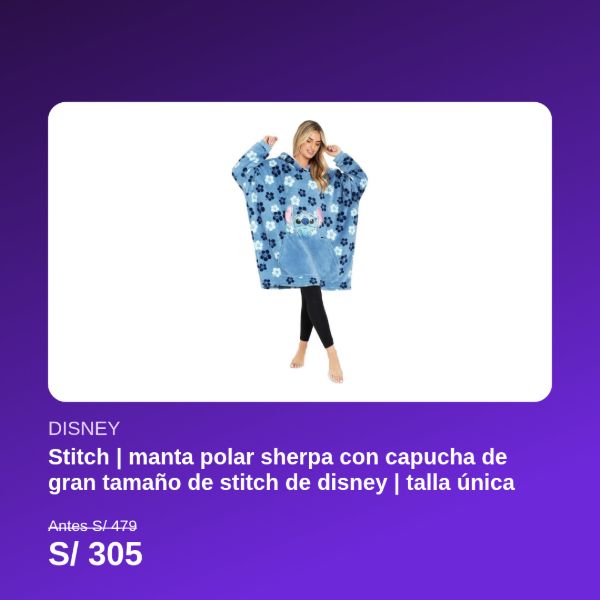 DISNEY
Stitch | manta polar sherpa con capucha de
gran tamaño de stitch de disney | talla única
Antes S/ 479
S/ 305